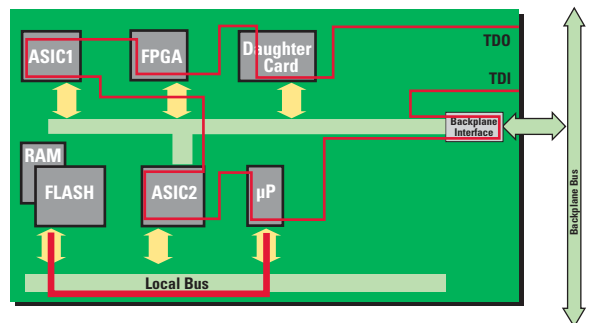 ASIC1
FPGA
Daughter
Card
TDO
TDI
Backplane
Interface
RAM
FLASH
ASIC2
µP
Local Bus
Backplane Bus